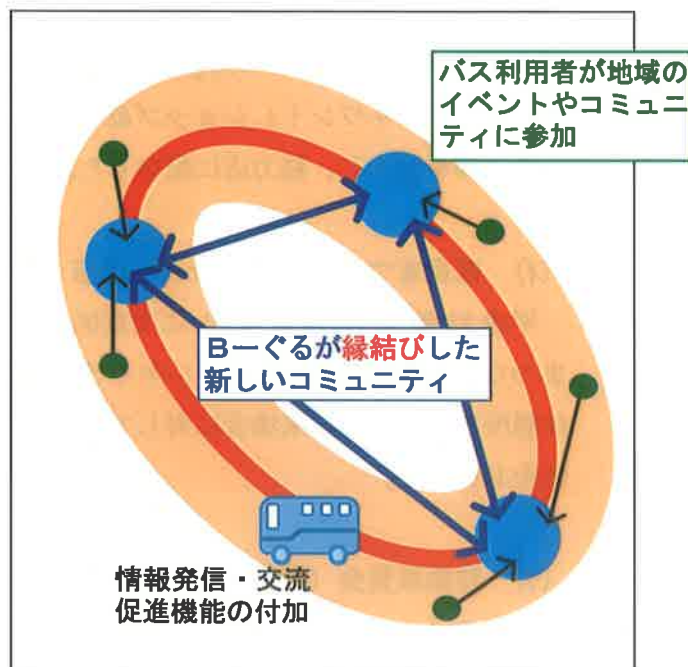 バス利用者が地域の
イベントやコミュニ
ティに参加
Bーぐるが縁結びした
新しいコミュニティ
情報発信・交流
促進機能の付加